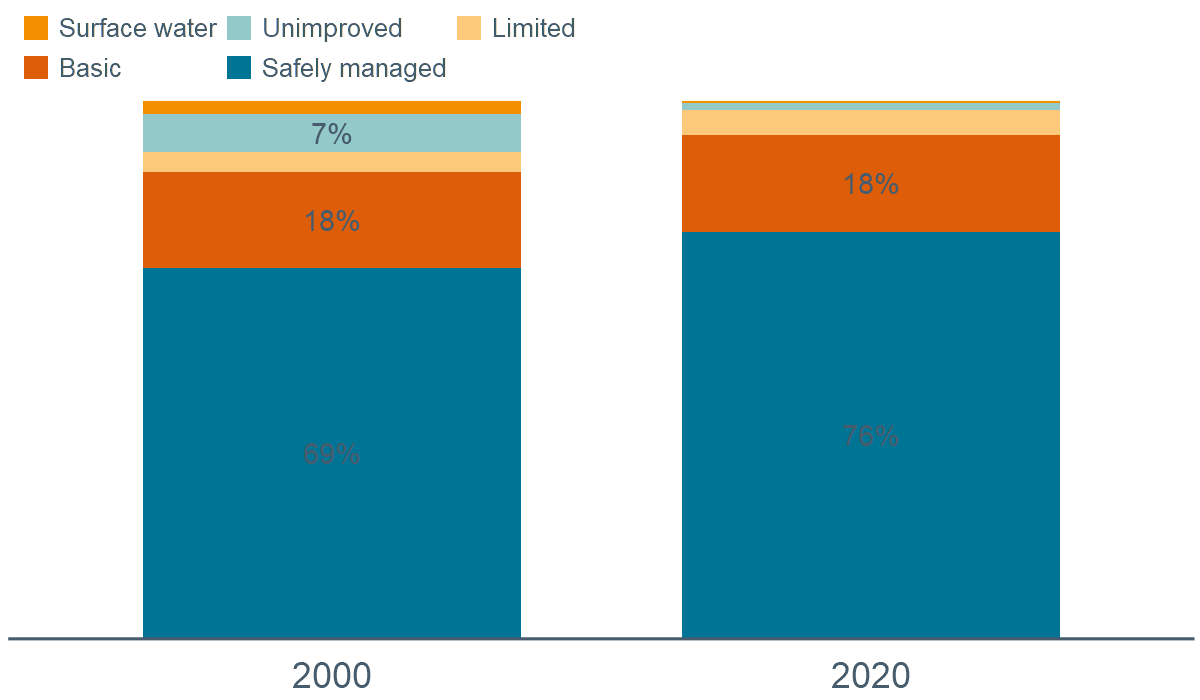 Surface water Unimproved Limited
Basic Safely managed
7%
18% 18%
69% 76%
2000 2020